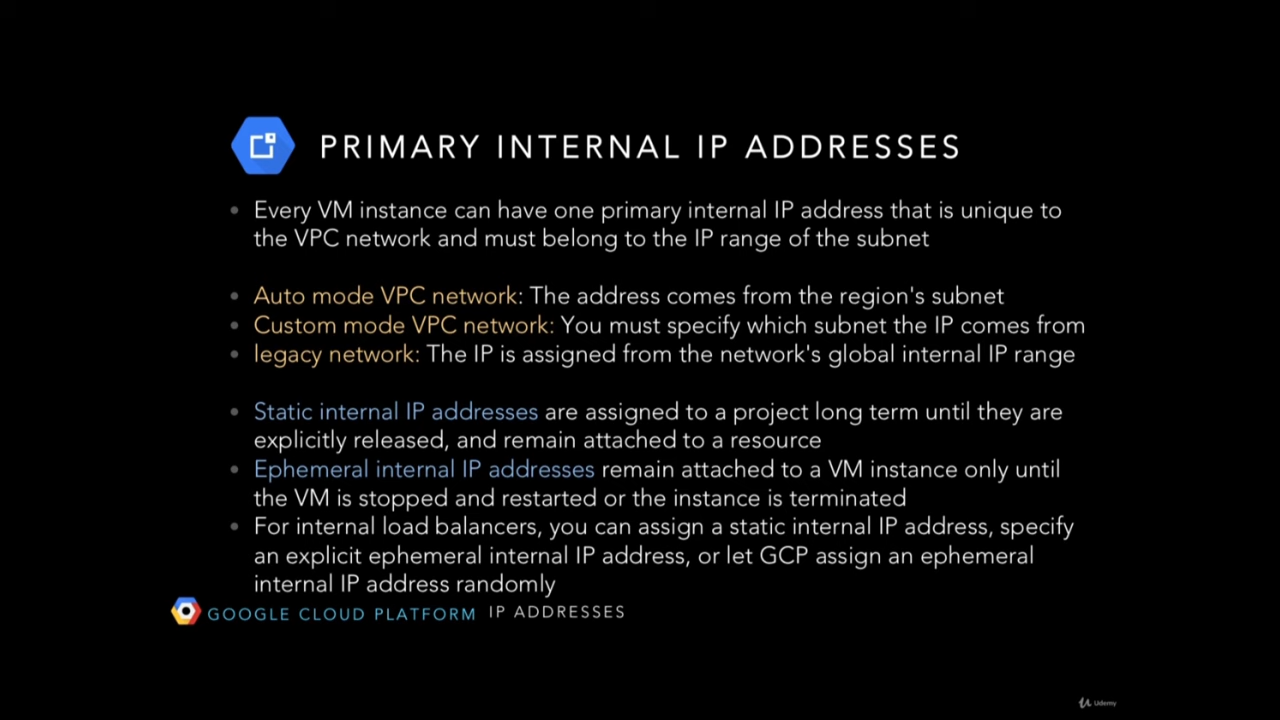 PRIMARY INTERNAL IP ADDRESSES
• Every VM instance can have one primary internal IP address that is unique to
the VPC network and must belong to the IP range of the subnet
• Auto mode VPC network: The address comes from the region's subnet
• Custom mode VPC network: You must specify which subnet the IP comes from
• legacy network: The IP is assigned from the network's global internal IP range
• Static internal IP addresses are assigned to a project long term until they are
explicitly released, and remain attached to a resource
• Ephemeral internal IP addresses remain attached to a VM instance only until
the VM is stopped and restarted or the instance is terminated
• For internal load balancers, you can assign a static internal IP address, specify
an explicit ephemeral internal IP address, or let GCP assign an ephemeral
internal IP address randomly
GOOGLE CLOUD PLATFORM IP ADDRESSES
Udemy